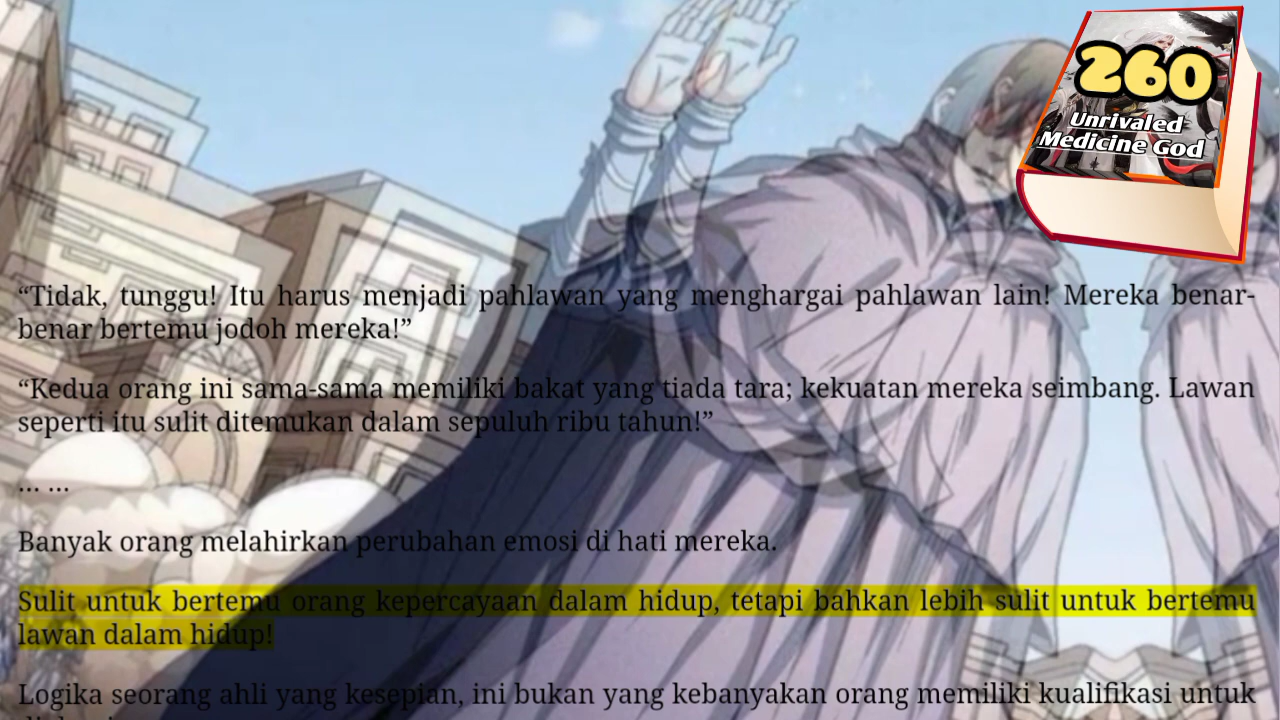 260
Unrivaled
Medicine God
“Tidak, tunggu! Itu harus menjadi pahlawan yang menghargai pahlawan lain! Mereka benar-
benar bertemu jodoh mereka!”
“Kedua orang ini sama-sama memiliki bakat yang tiada tara; kekuatan mereka seimbang. Lawan
seperti itu sulit ditemukan dalam sepuluh ribu tahun!”
... ...
Banyak orang melahirkan perubahan emosi di hati mereka.
Sulit untuk bertemu orang kepercayaan dalam hidup, tetapi bahkan lebih sulit untuk bertemu
lawan dalam hidup!
Logika seorang ahli yang kesepian, ini bukan yang kebanyakan orang memiliki kualifikasi untuk